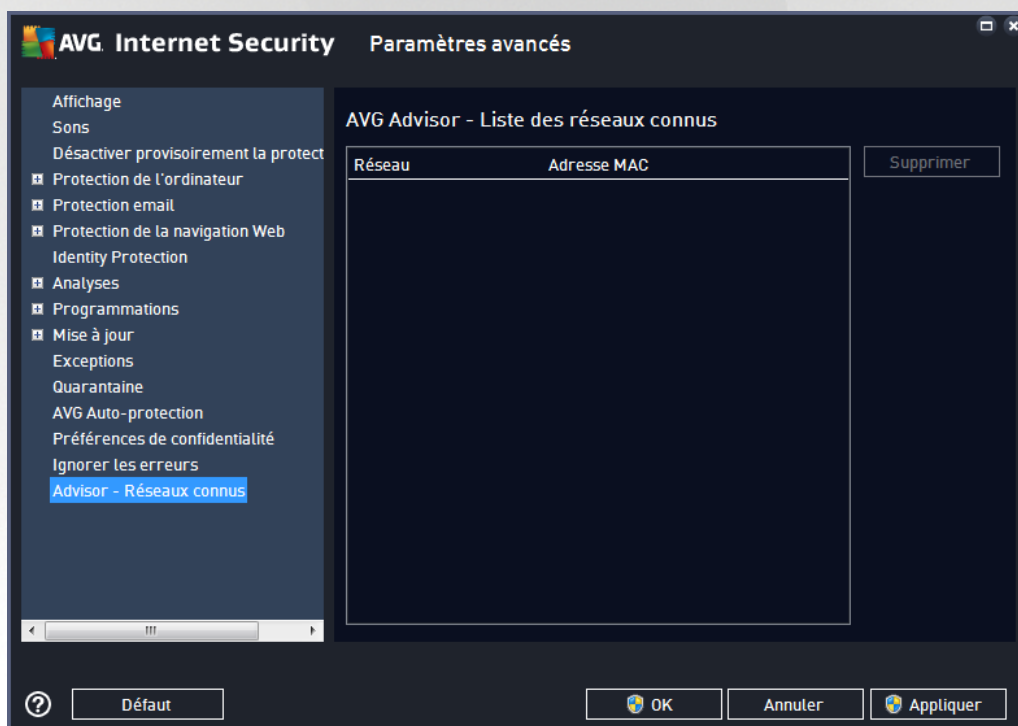 AVG. Internet Security Paramètres avancés
Affichage
Sons
Désactiver provisoirement la protect
Protection de l'ordinateur
Protection email
Protection de la navigation Web
Identity Protection
Analyses
Programmations
Mise à jour
Exceptions
Quarantaine
AVG Auto-protection
Préférences de confidentialité
Ignorer les erreurs
Advisor - Réseaux connus
AVG Advisor - Liste des réseaux connus
Réseau Adresse MAC
Supprimer
Défaut OK Annuler Appliquer